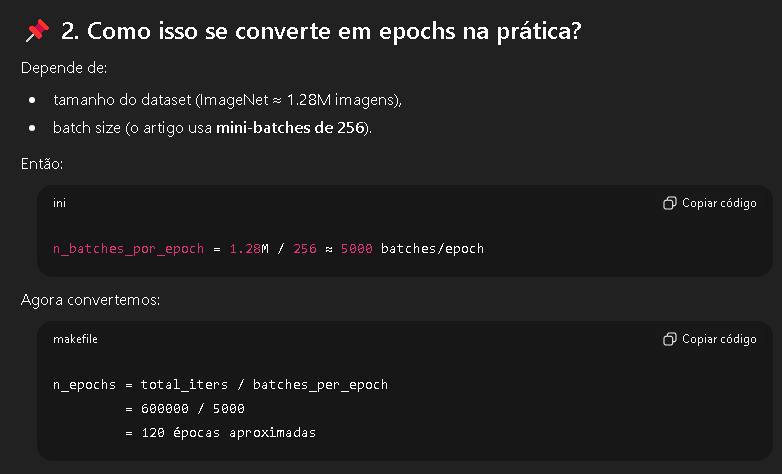 📌 2. Como isso se converte em epochs na prática?
Depende de:
• tamanho do dataset (ImageNet ≈ 1.28M imagens),
• batch size (o artigo usa mini-batches de 256).
Então:
ini
Copiar código
n_batches_por_epoch = 1.28M / 256 ≈ 5000 batches/epoch
Agora convertemos:
makefile
Copiar código
n_epochs = total_iters / batches_per_epoch
= 600000 / 5000
= 120 épocas aproximadas